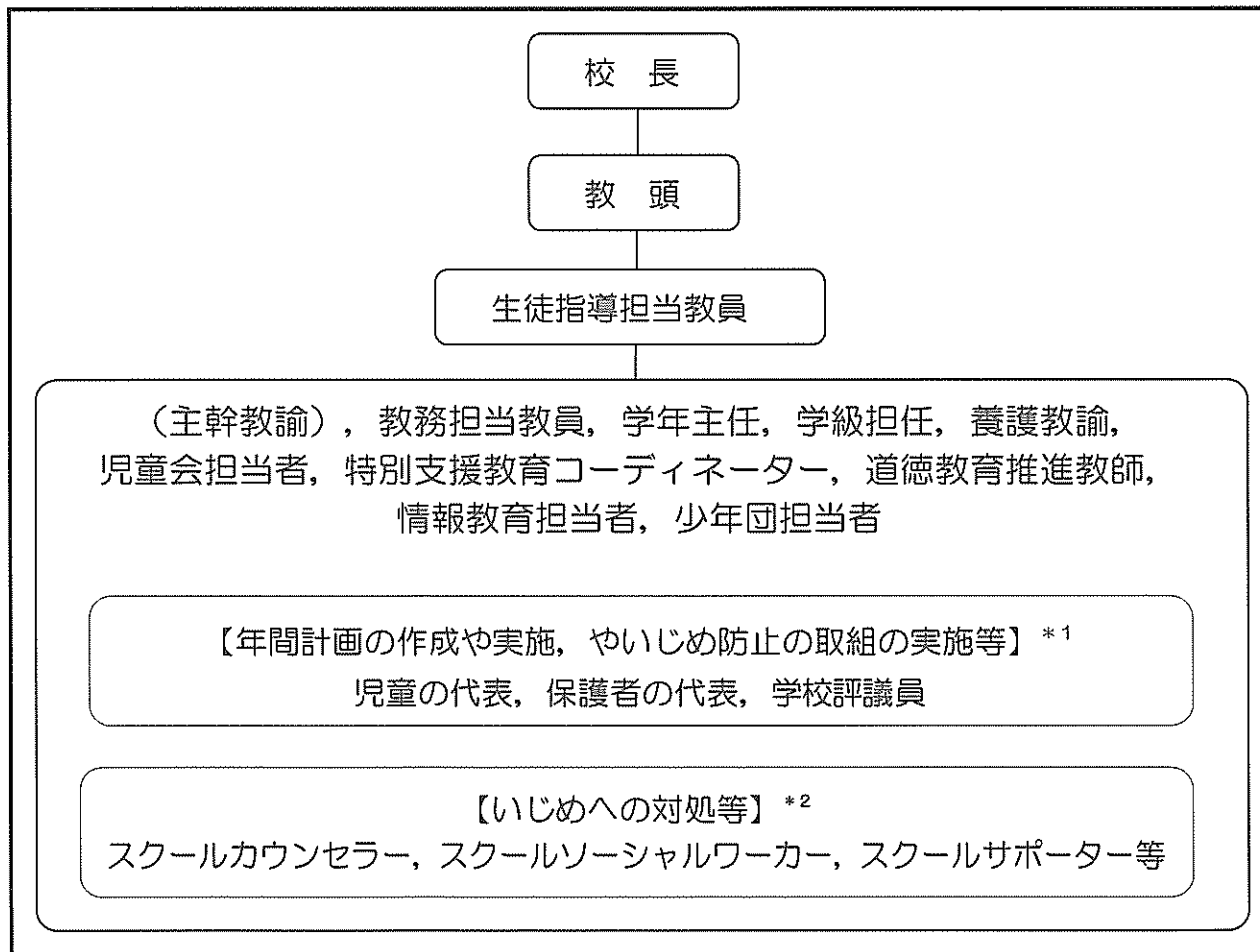 校 長
教 頭
生徒指導担当教員
（主幹教諭），教務担当教員，学年主任，学級担任，養護教諭，
児童会担当者，特別支援教育コーディネーター，道徳教育推進教師，
情報教育担当者，少年団担当者
【年間計画の作成や実施，やいじめ防止の取組の実施等】*1
児童の代表，保護者の代表，学校評議員
【いじめへの対処等】*2
スクールカウンセラー，スクールソーシャルワーカー，スクールサポーター等